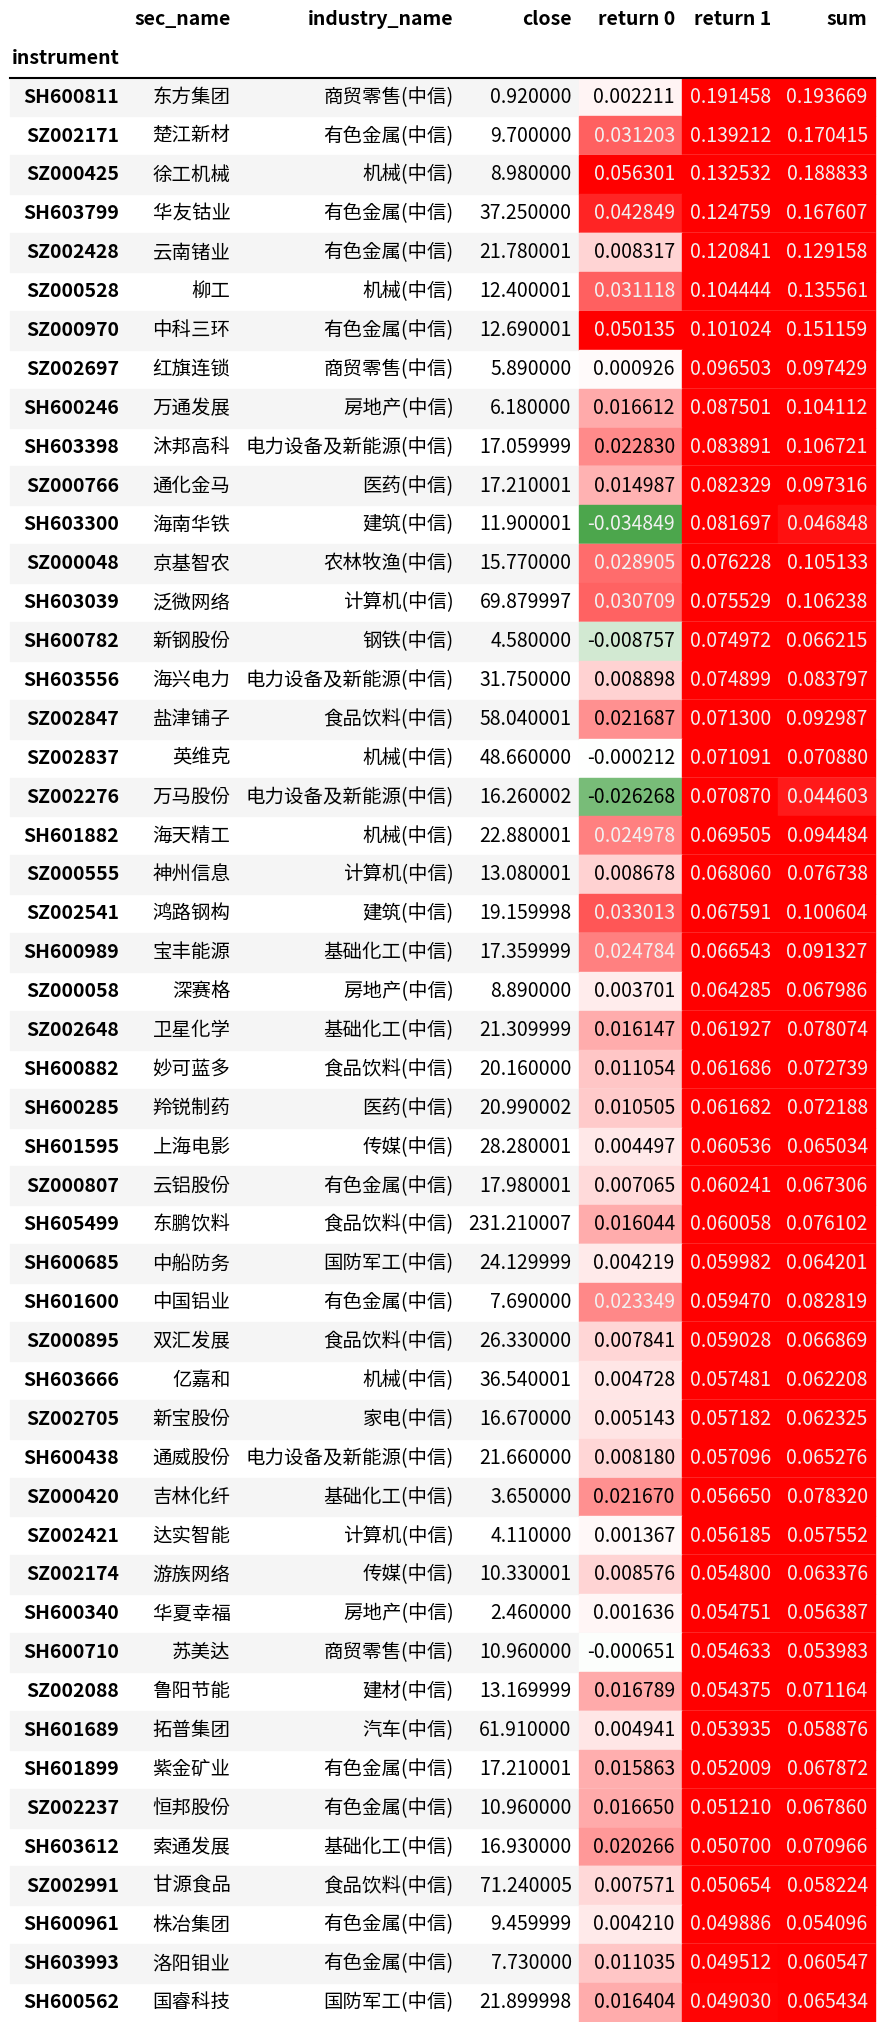 sec_name industry_name close return 0 return 1 sum
instrument
SH600811 东方集团 商贸零售(中信) 0.920000 0.002211 0.191458 0.193669
SZ002171 楚江新材 有色金属(中信) 9.700000 0.031203 0.139212 0.170415
SZ000425 徐工机械 机械(中信) 8.980000 0.056301 0.132532 0.188833
SH603799 华友钴业 有色金属(中信) 37.250000 0.042849 0.124759 0.167607
SZ002428 云南锗业 有色金属(中信) 21.780001 0.008317 0.120841 0.129158
SZ000528 柳工 机械(中信) 12.400001 0.031118 0.104444 0.135561
SZ000970 中科三环 有色金属(中信) 12.690001 0.050135 0.101024 0.151159
SZ002697 红旗连锁 商贸零售(中信) 5.890000 0.000926 0.096503 0.097429
SH600246 万通发展 房地产(中信) 6.180000 0.016612 0.087501 0.104112
SH603398 沐邦高科 电力设备及新能源(中信) 17.059999 0.022830 0.083891 0.106721
SZ000766 通化金马 医药(中信) 17.210001 0.014987 0.082329 0.097316
SH603300 海南华铁 建筑(中信) 11.900001 -0.034849 0.081697 0.046848
SZ000048 京基智农 农林牧渔(中信) 15.770000 0.028905 0.076228 0.105133
SH603039 泛微网络 计算机(中信) 69.879997 0.030709 0.075529 0.106238
SH600782 新钢股份 钢铁(中信) 4.580000 -0.008757 0.074972 0.066215
SH603556 海兴电力 电力设备及新能源(中信) 31.750000 0.008898 0.074899 0.083797
SZ002847 盐津铺子 食品饮料(中信) 58.040001 0.021687 0.071300 0.092987
SZ002837 英维克 机械(中信) 48.660000 -0.000212 0.071091 0.070880
SZ002276 万马股份 电力设备及新能源(中信) 16.260002 -0.026268 0.070870 0.044603
SH601882 海天精工 机械(中信) 22.880001 0.024978 0.069505 0.094484
SZ000555 神州信息 计算机(中信) 13.080001 0.008678 0.068060 0.076738
SZ002541 鸿路钢构 建筑(中信) 19.159998 0.033013 0.067591 0.100604
SH600989 宝丰能源 基础化工(中信) 17.359999 0.024784 0.066543 0.091327
SZ000058 深赛格 房地产(中信) 8.890000 0.003701 0.064285 0.067986
SZ002648 卫星化学 基础化工(中信) 21.309999 0.016147 0.061927 0.078074
SH600882 妙可蓝多 食品饮料(中信) 20.160000 0.011054 0.061686 0.072739
SH600285 羚锐制药 医药(中信) 20.990002 0.010505 0.061682 0.072188
SH601595 上海电影 传媒(中信) 28.280001 0.004497 0.060536 0.065034
SZ000807 云铝股份 有色金属(中信) 17.980001 0.007065 0.060241 0.067306
SH605499 东鹏饮料 食品饮料(中信) 231.210007 0.016044 0.060058 0.076102
SH600685 中船防务 国防军工(中信) 24.129999 0.004219 0.059982 0.064201
SH601600 中国铝业 有色金属(中信) 7.690000 0.023349 0.059470 0.082819
SZ000895 双汇发展 食品饮料(中信) 26.330000 0.007841 0.059028 0.066869
SH603666 亿嘉和 机械(中信) 36.540001 0.004728 0.057481 0.062208
SZ002705 新宝股份 家电(中信) 16.670000 0.005143 0.057182 0.062325
SH600438 通威股份 电力设备及新能源(中信) 21.660000 0.008180 0.057096 0.065276
SZ000420 吉林化纤 基础化工(中信) 3.650000 0.021670 0.056650 0.078320
SZ002421 达实智能 计算机(中信) 4.110000 0.001367 0.056185 0.057552
SZ002174 游族网络 传媒(中信) 10.330001 0.008576 0.054800 0.063376
SH600340 华夏幸福 房地产(中信) 2.460000 0.001636 0.054751 0.056387
SH600710 苏美达 商贸零售(中信) 10.960000 -0.000651 0.054633 0.053983
SZ002088 鲁阳节能 建材(中信) 13.169999 0.016789 0.054375 0.071164
SH601689 拓普集团 汽车(中信) 61.910000 0.004941 0.053935 0.058876
SH601899 紫金矿业 有色金属(中信) 17.210001 0.015863 0.052009 0.067872
SZ002237 恒邦股份 有色金属(中信) 10.960000 0.016650 0.051210 0.067860
SH603612 索通发展 基础化工(中信) 16.930000 0.020266 0.050700 0.070966
SZ002991 甘源食品 食品饮料(中信) 71.240005 0.007571 0.050654 0.058224
SH600961 株冶集团 有色金属(中信) 9.459999 0.004210 0.049886 0.054096
SH603993 洛阳钼业 有色金属(中信) 7.730000 0.011035 0.049512 0.060547
SH600562 国睿科技 国防军工(中信) 21.899998 0.016404 0.049030 0.065434